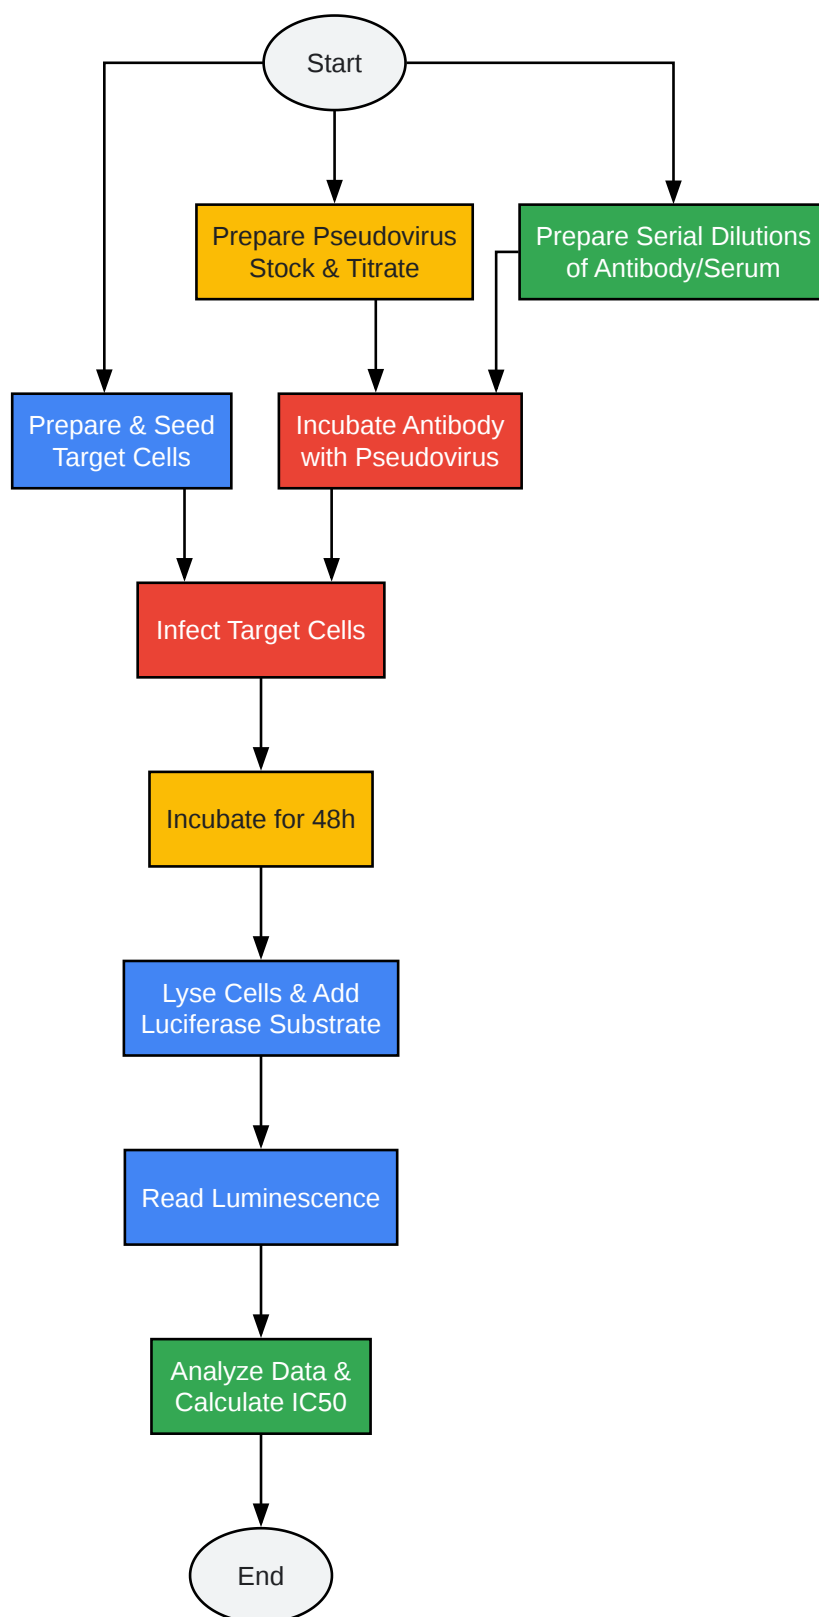 Start
Prepare Pseudovirus
Stock & Titrate
Prepare Serial Dilutions
of Antibody/Serum
Prepare & Seed
Target Cells
Incubate Antibody
with Pseudovirus
Infect Target Cells
Incubate for 48h
Lyse Cells & Add
Luciferase Substrate
Read Luminescence
Analyze Data &
Calculate IC50
End